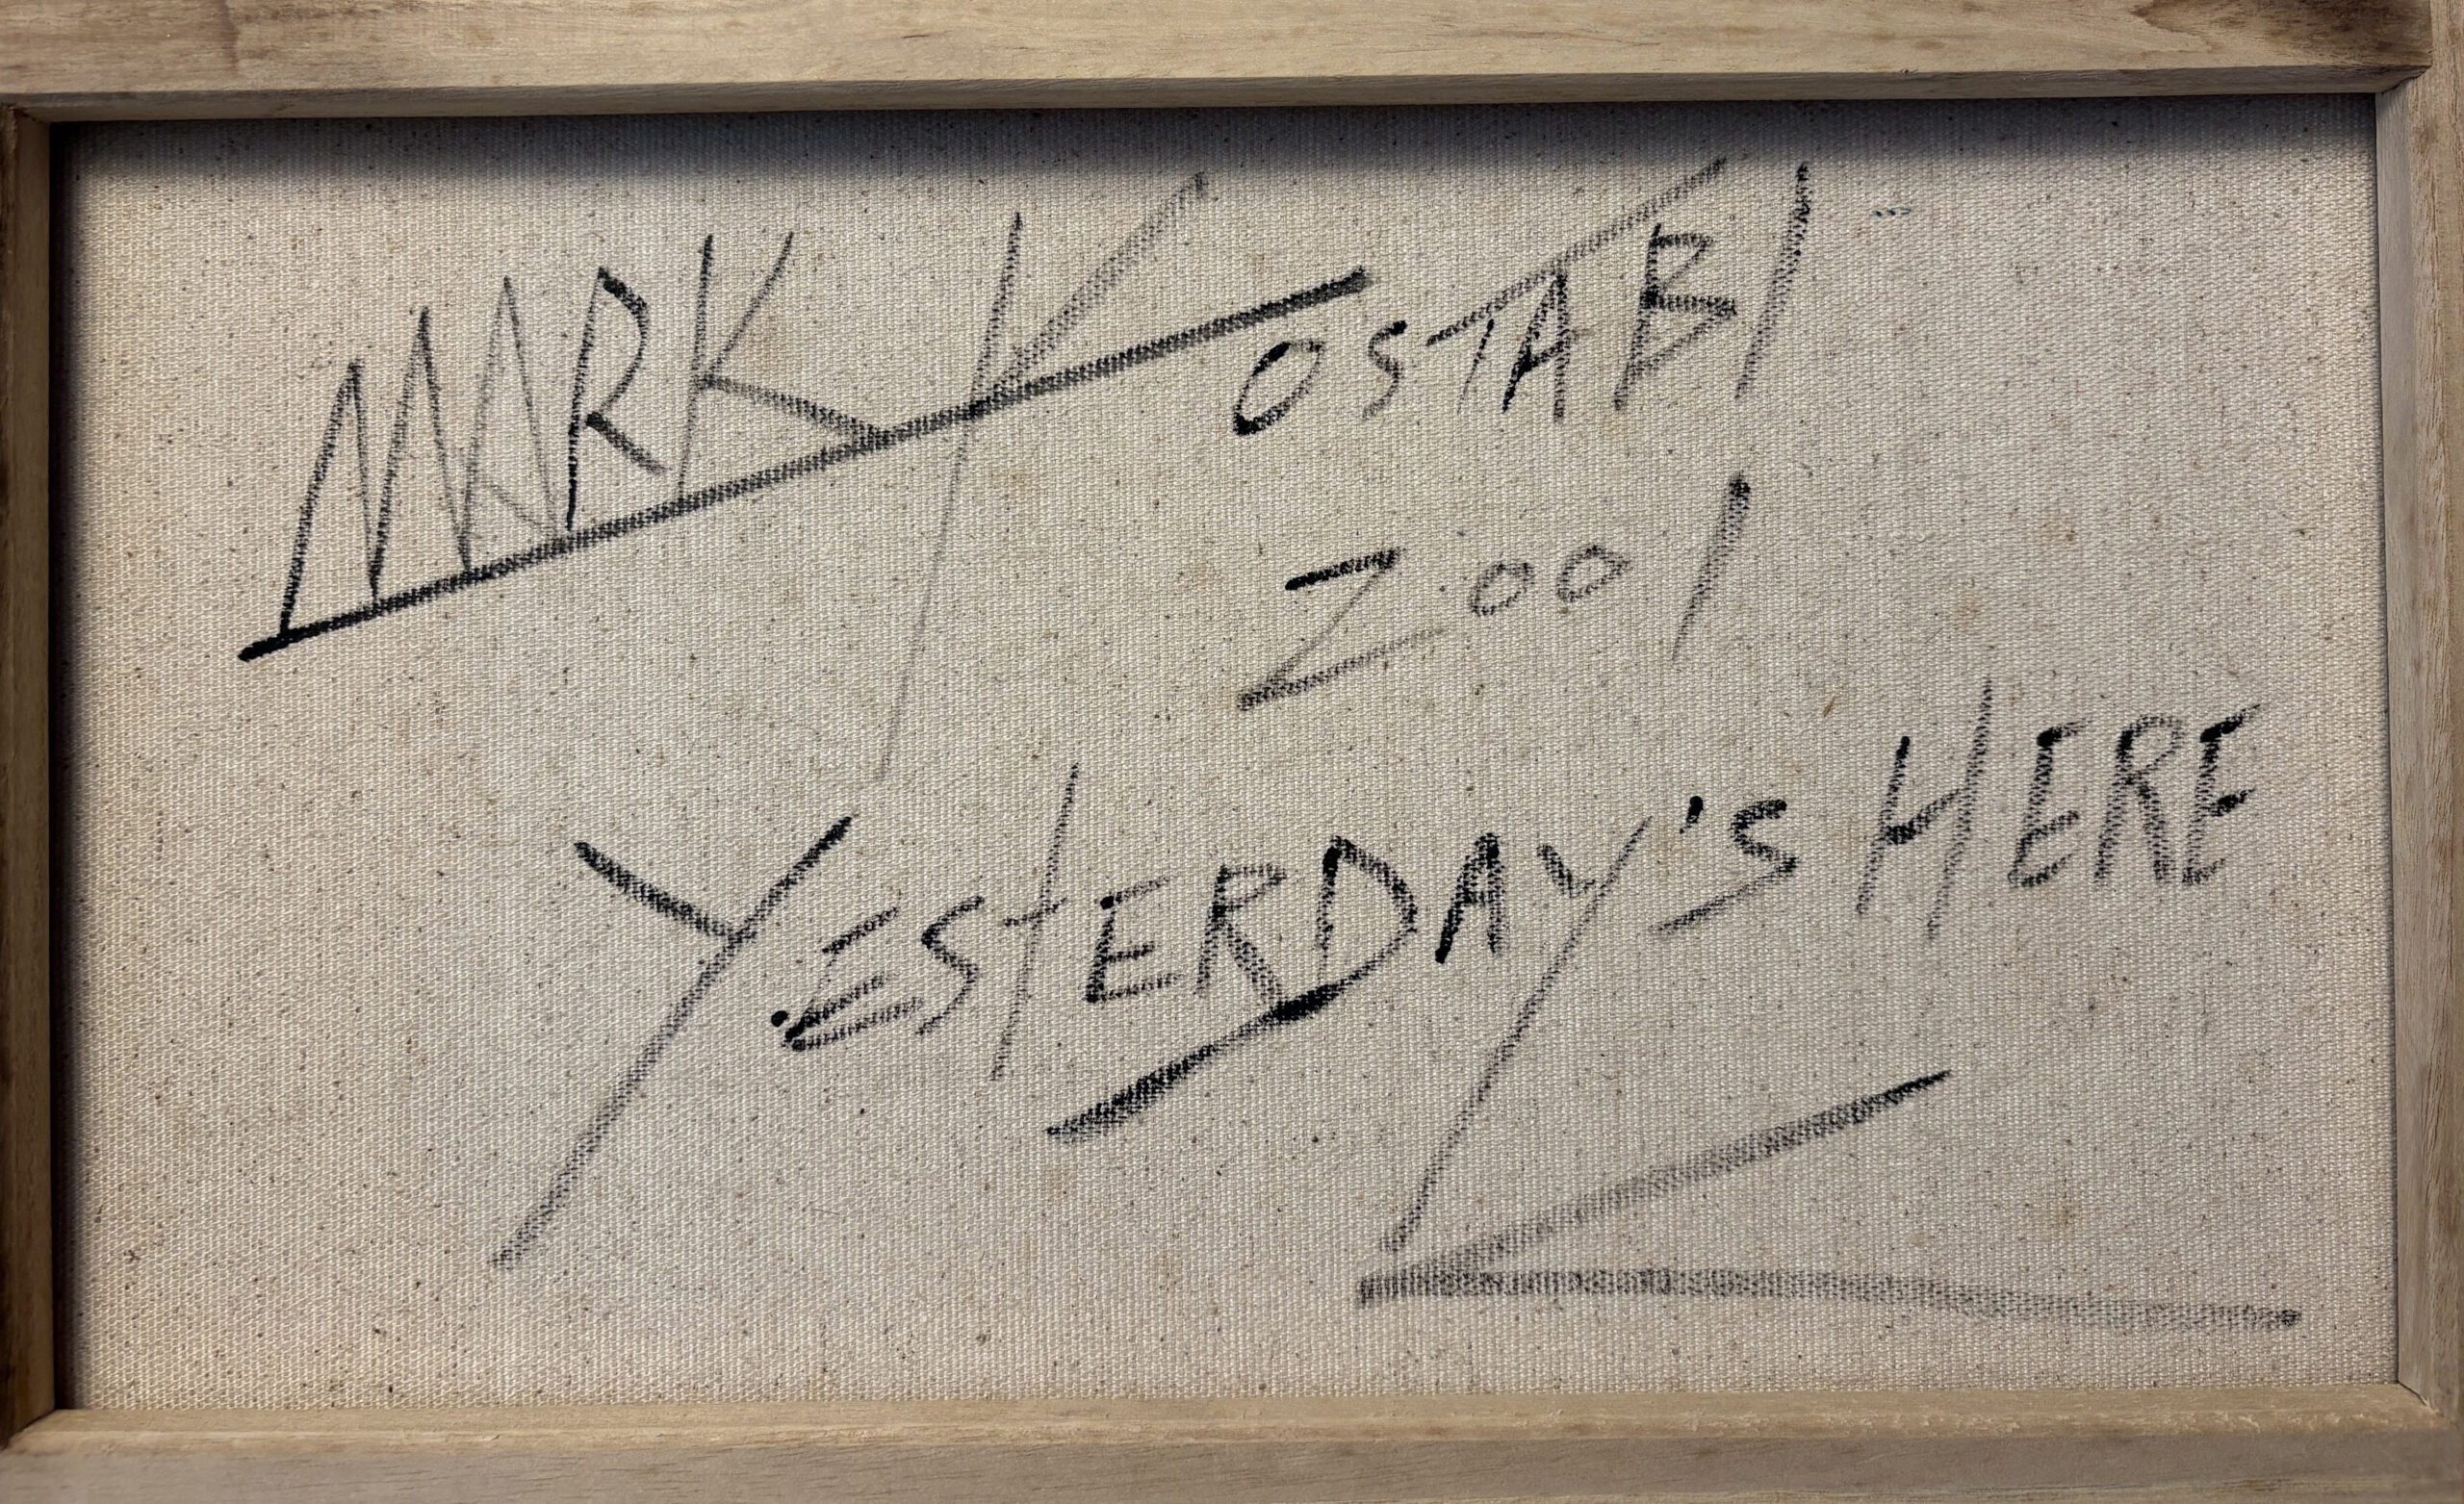 MARK KOSTABI
2001
YESTERDAY'S HERE